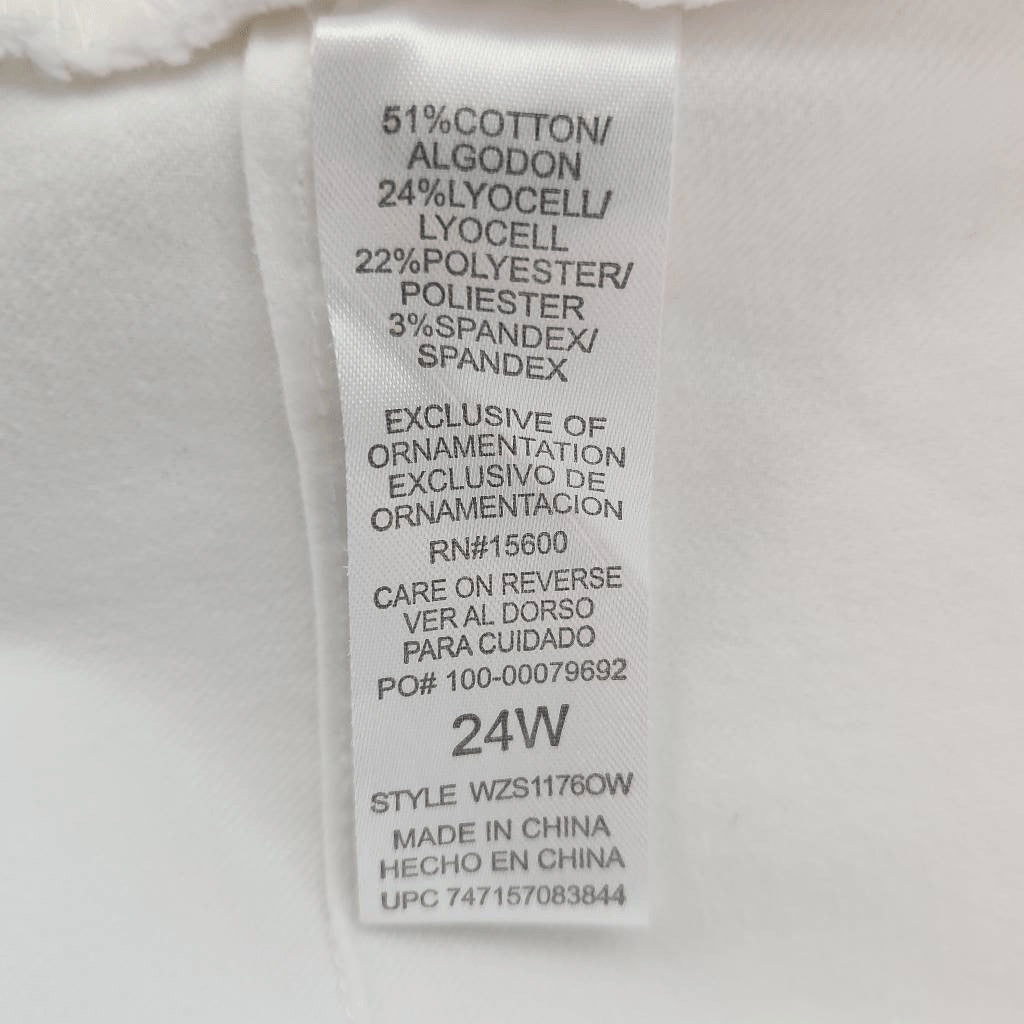 51%COTTON/
ALGODON
24%LYOCELL/
LYOCELL
22%POLYESTER/
POLIESTER
3%SPANDEX/
SPANDEX
EXCLUSIVE OF
ORNAMENTATION
EXCLUSIVO DE
ORNAMENTACION
RN#15600
CARE ON REVERSE
VER AL DORSO
PARA CUIDADO
PO# 100-00079692
24W
STYLE WZS1176OW
MADE IN CHINA
HECHO EN CHINA
UPC 747157083844